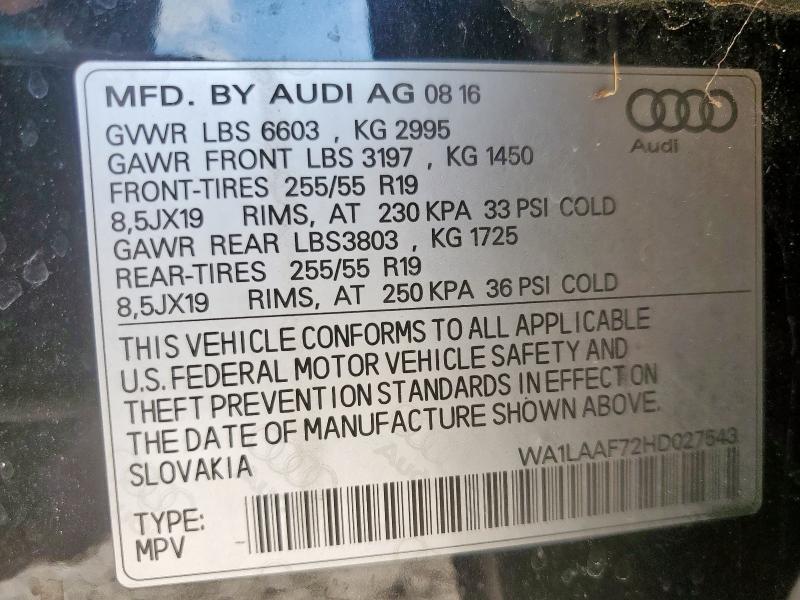 MFD. BY AUDI AG 08 16
Audi
GVWR LBS 6603 , KG 2995
GAWR FRONT LBS 3197 , KG 1450
FRONT-TIRES 255/55 R19
8,5JX19 RIMS, AT 230 KPA 33 PSI COLD
GAWR REAR LBS3803 , KG 1725
REAR-TIRES 255/55 R19
8,5JX19 RIMS, AT 250 KPA 36 PSI COLD
THIS VEHICLE CONFORMS TO ALL APPLICABLE
U.S. FEDERAL MOTOR VEHICLE SAFETY AND
THEFT PREVENTION STANDARDS IN EFFECT ON
THE DATE OF MANUFACTURE SHOWN ABOVE.
SLOVAKIA
WA1LAAF72HD027543
TYPE:
MPV